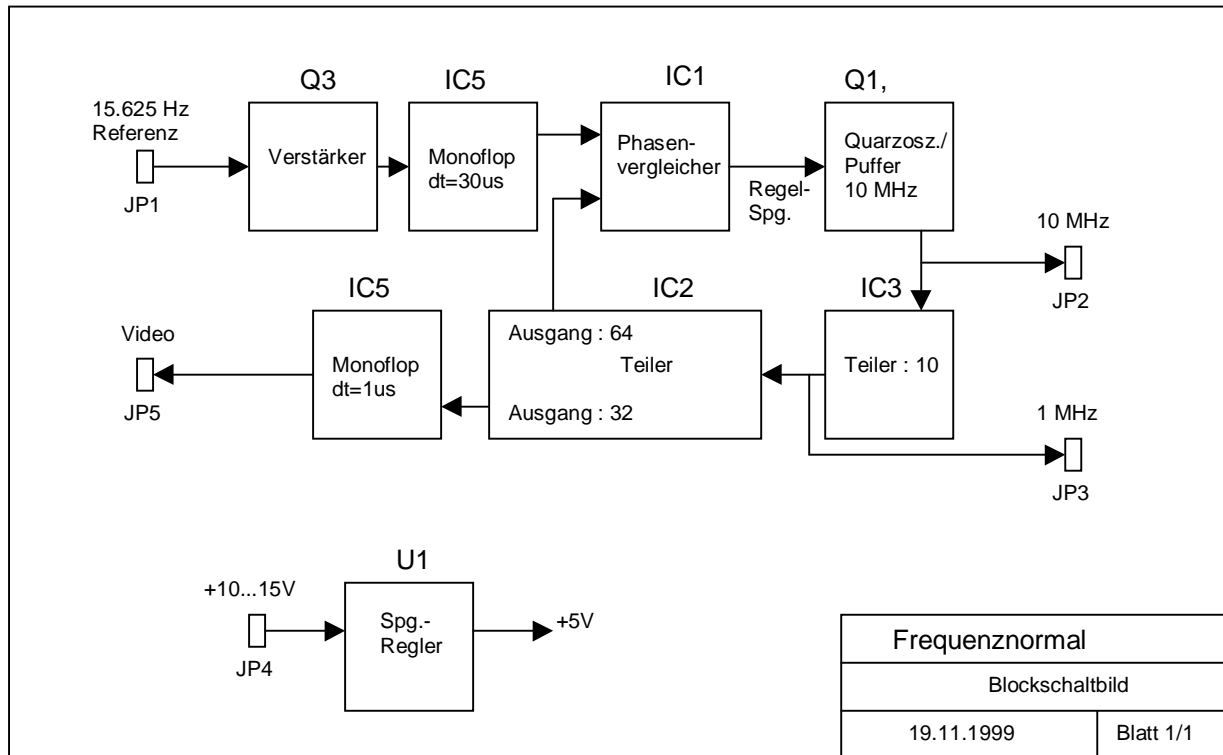 Q3
IC5
IC1
Q1,
15.625 Hz
Referenz
JP1
Verstärker
Monoflop
dt=30us
Phasen-
vergleicher
Regel-
Spg.
Quarzosz./
Puffer
10 MHz
10 MHz
JP2
IC5
IC2
IC3
Video
JP5
Monoflop
dt=1us
Ausgang : 64
Teiler
Ausgang : 32
Teiler : 10
1 MHz
JP3
U1
+10...15V
JP4
Spg.-
Regler
+5V
Frequenznormal
Blockschaltbild
19.11.1999
Blatt 1/1